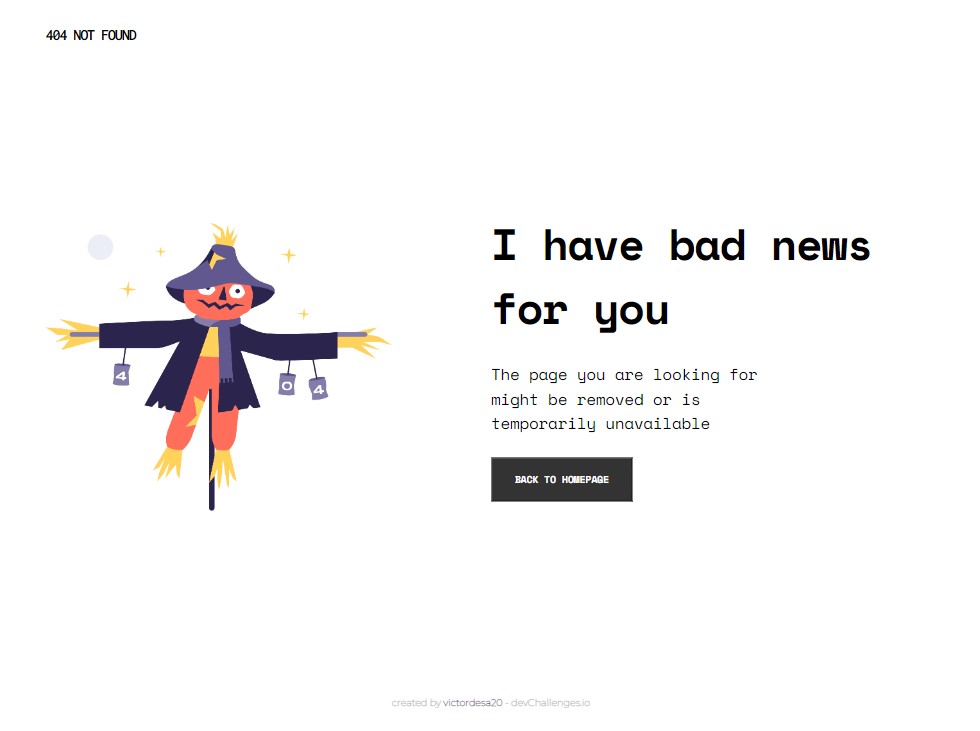 404 NOT FOUND
4
0
4
I have bad news
for you
The page you are looking for
might be removed or is
temporarily unavailable
BACK TO HOMEPAGE
created by victordesa20 - devChallenges.io